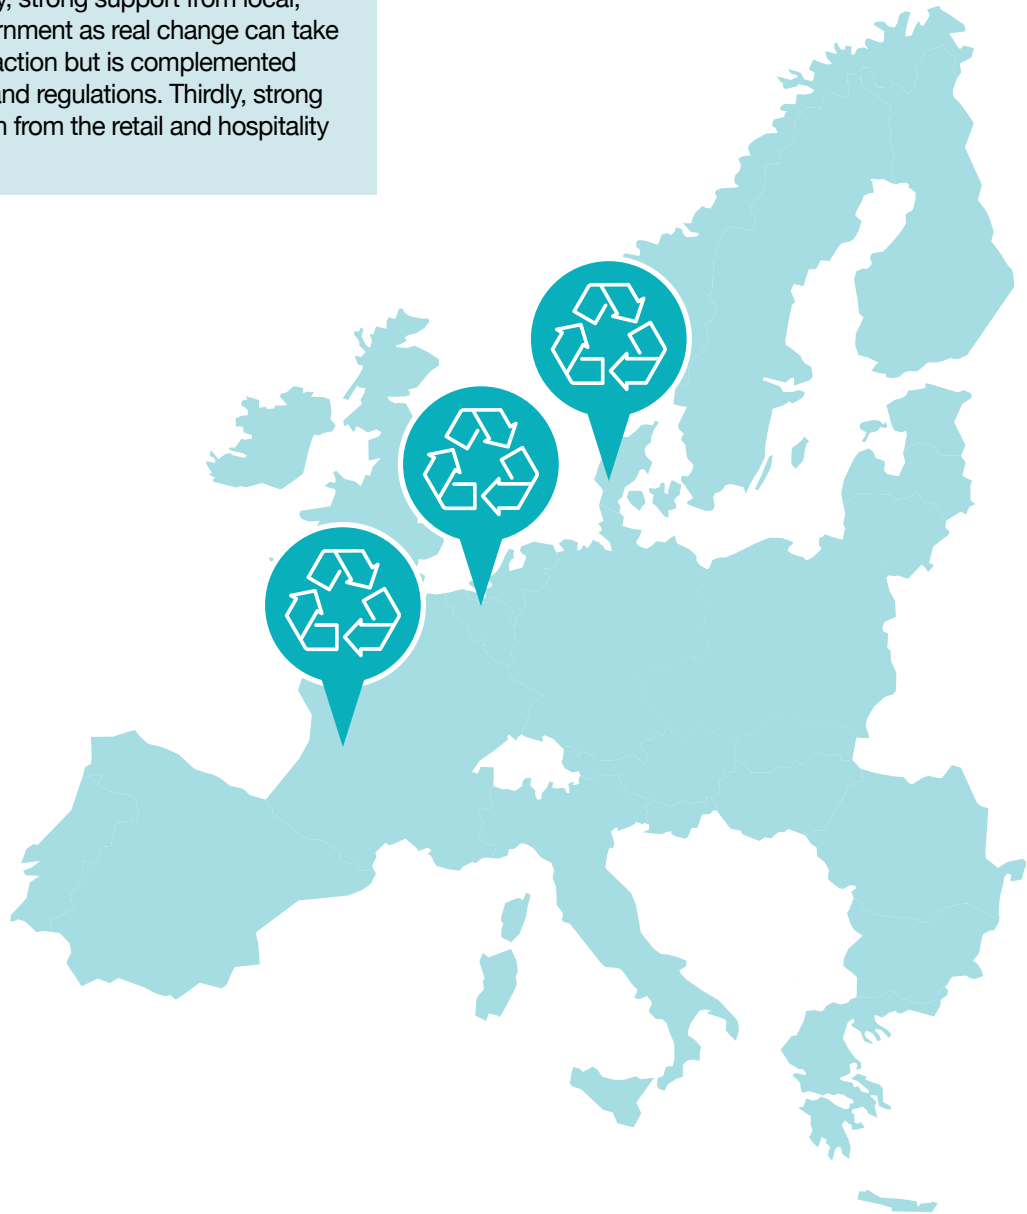 strong support from local,
ernment as real change can take
action but is complemented
and regulations. Thirdly, strong
from the retail and hospitality